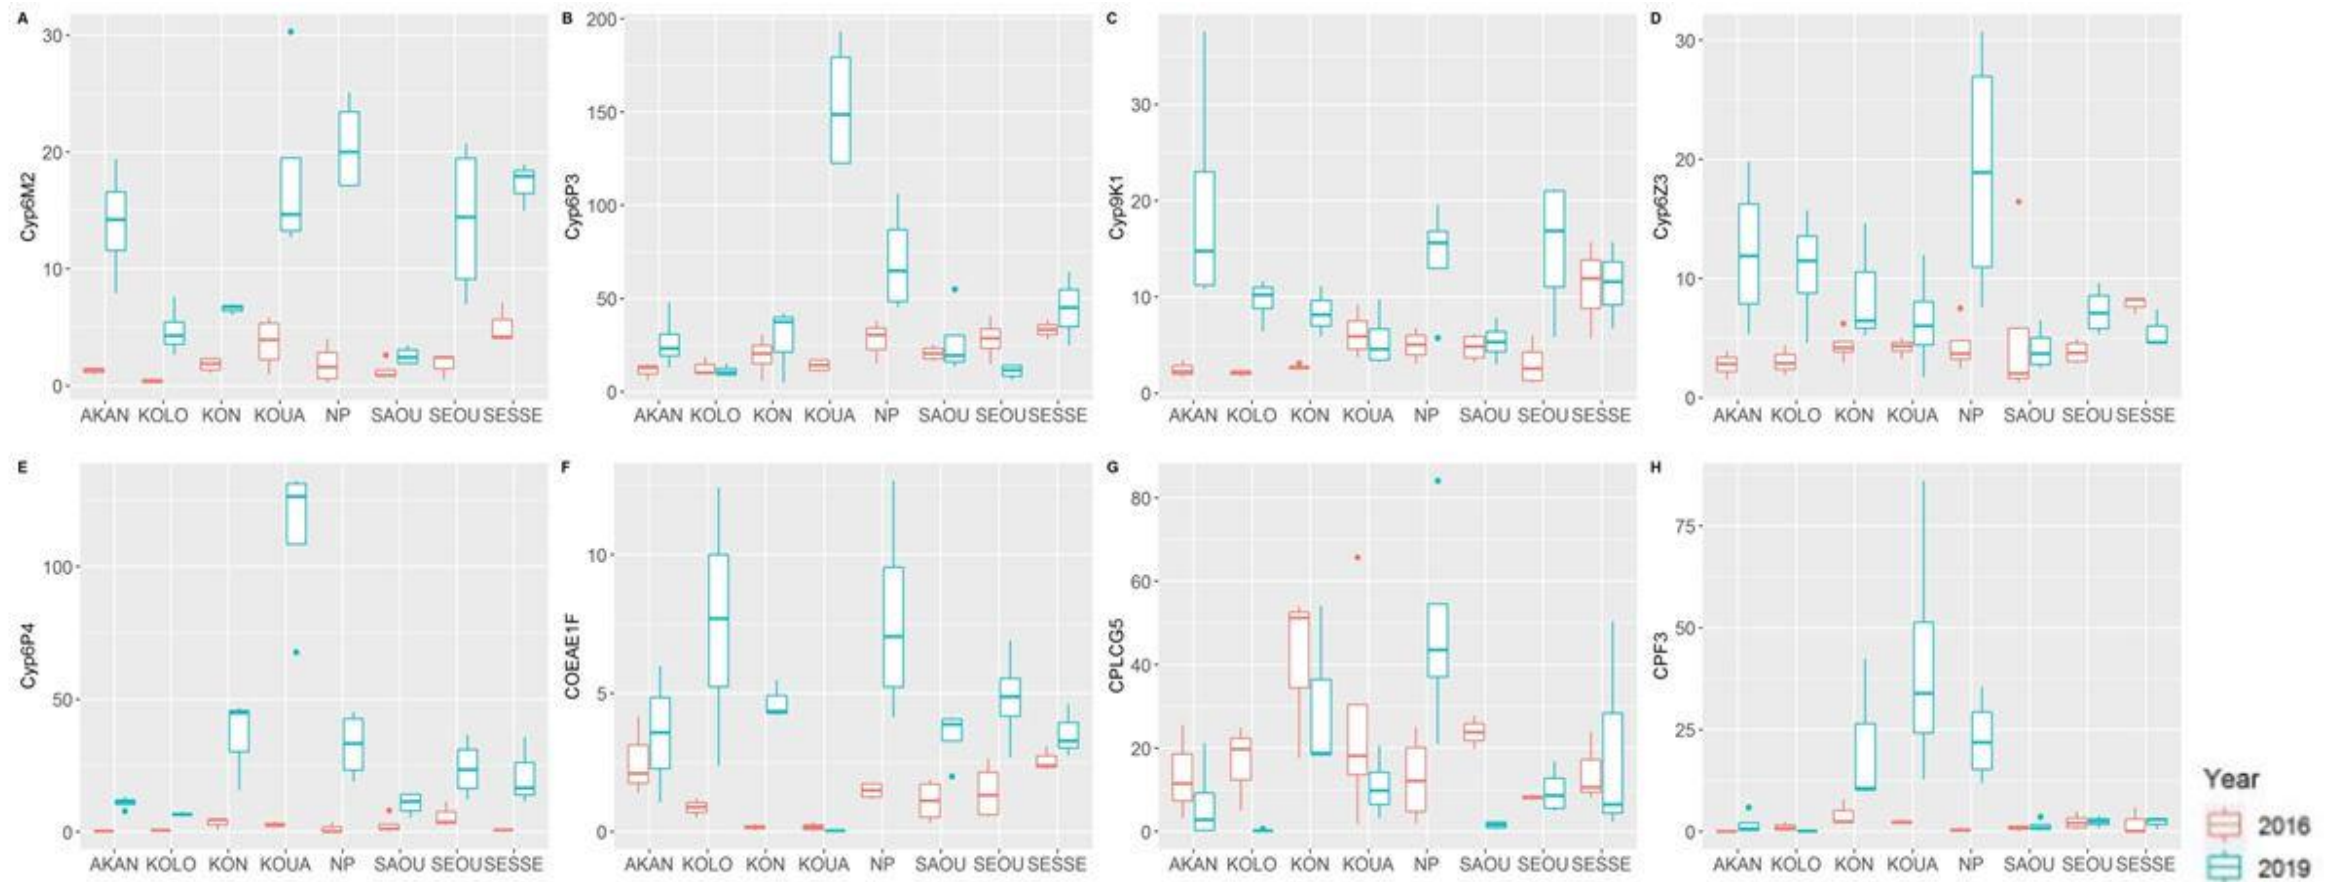 A
Cyp6M2
30
20
10
0
AKAN KOLO KON KOUA NP SAOU SEOU SESSE
B
Cyp6P3
200
150
100
50
0
AKAN KOLO KON KOUA NP SAOU SEOU SESSE
C
Cyp9K1
30
20
10
0
AKAN KOLO KON KOUA NP SAOU SEOU SESSE
D
Cyp6Z3
30
20
10
0
AKAN KOLO KON KOUA NP SAOU SEOU SESSE
E
Cyp6P4
100
50
0
AKAN KOLO KON KOUA NP SAOU SEOU SESSE
F
COEAE1F
10
5
0
AKAN KOLO KON KOUA NP SAOU SEOU SESSE
G
CPLCG5
80
60
40
20
0
AKAN KOLO KON KOUA NP SAOU SEOU SESSE
H
CPF3
75
50
25
0
AKAN KOLO KON KOUA NP SAOU SEOU SESSE
Year
2016
2019